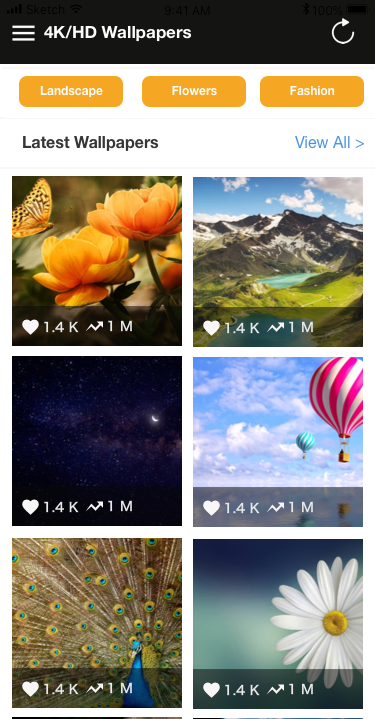 Sketch 9:41 AM 100%
4K/HD Wallpapers
Landscape Flowers Fashion
Latest Wallpapers View All >
1.4 K 1 M 1.4 K 1 M
1.4 K 1 M 1.4 K 1 M
1.4 K 1 M 1.4 K 1 M